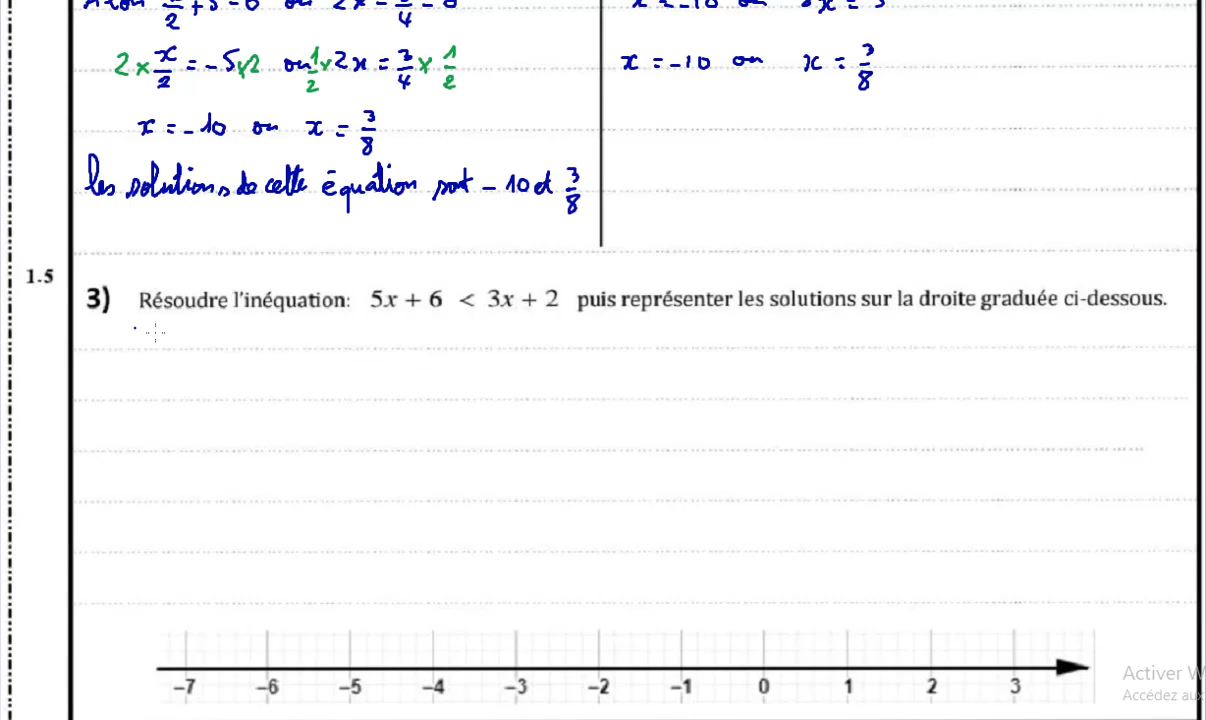 2 × x/2 = -5×2 ou 1/2 × 2x = 3/4 × 1/2
x = -10 ou x = 3/8
x = -10 ou x = 3/8
les solutions de cette équation sont -10 et 3/8
1.5
3) Résoudre l'inéquation: 5x + 6 < 3x + 2 puis représenter les solutions sur la droite graduée ci-dessous.
-7 -6 -5 -4 -3 -2 -1 0 1 2 3
Activer W
Accédez aux